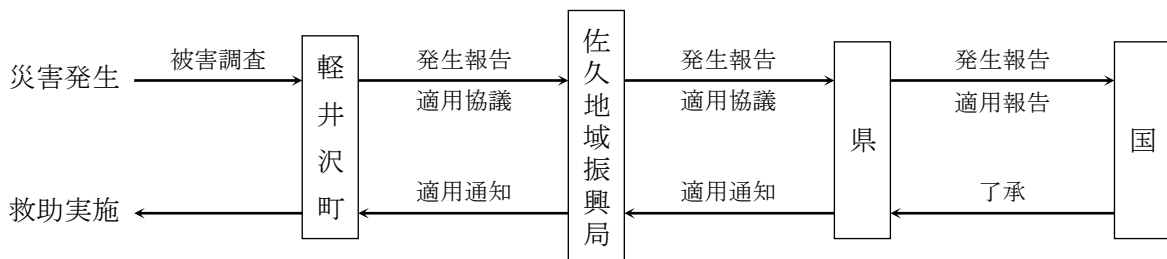 災害発生
被害調査
軽井沢町
発生報告
適用協議
佐久地域振興局
発生報告
適用協議
県
発生報告
適用報告
国
救助実施
適用通知
適用通知
了承